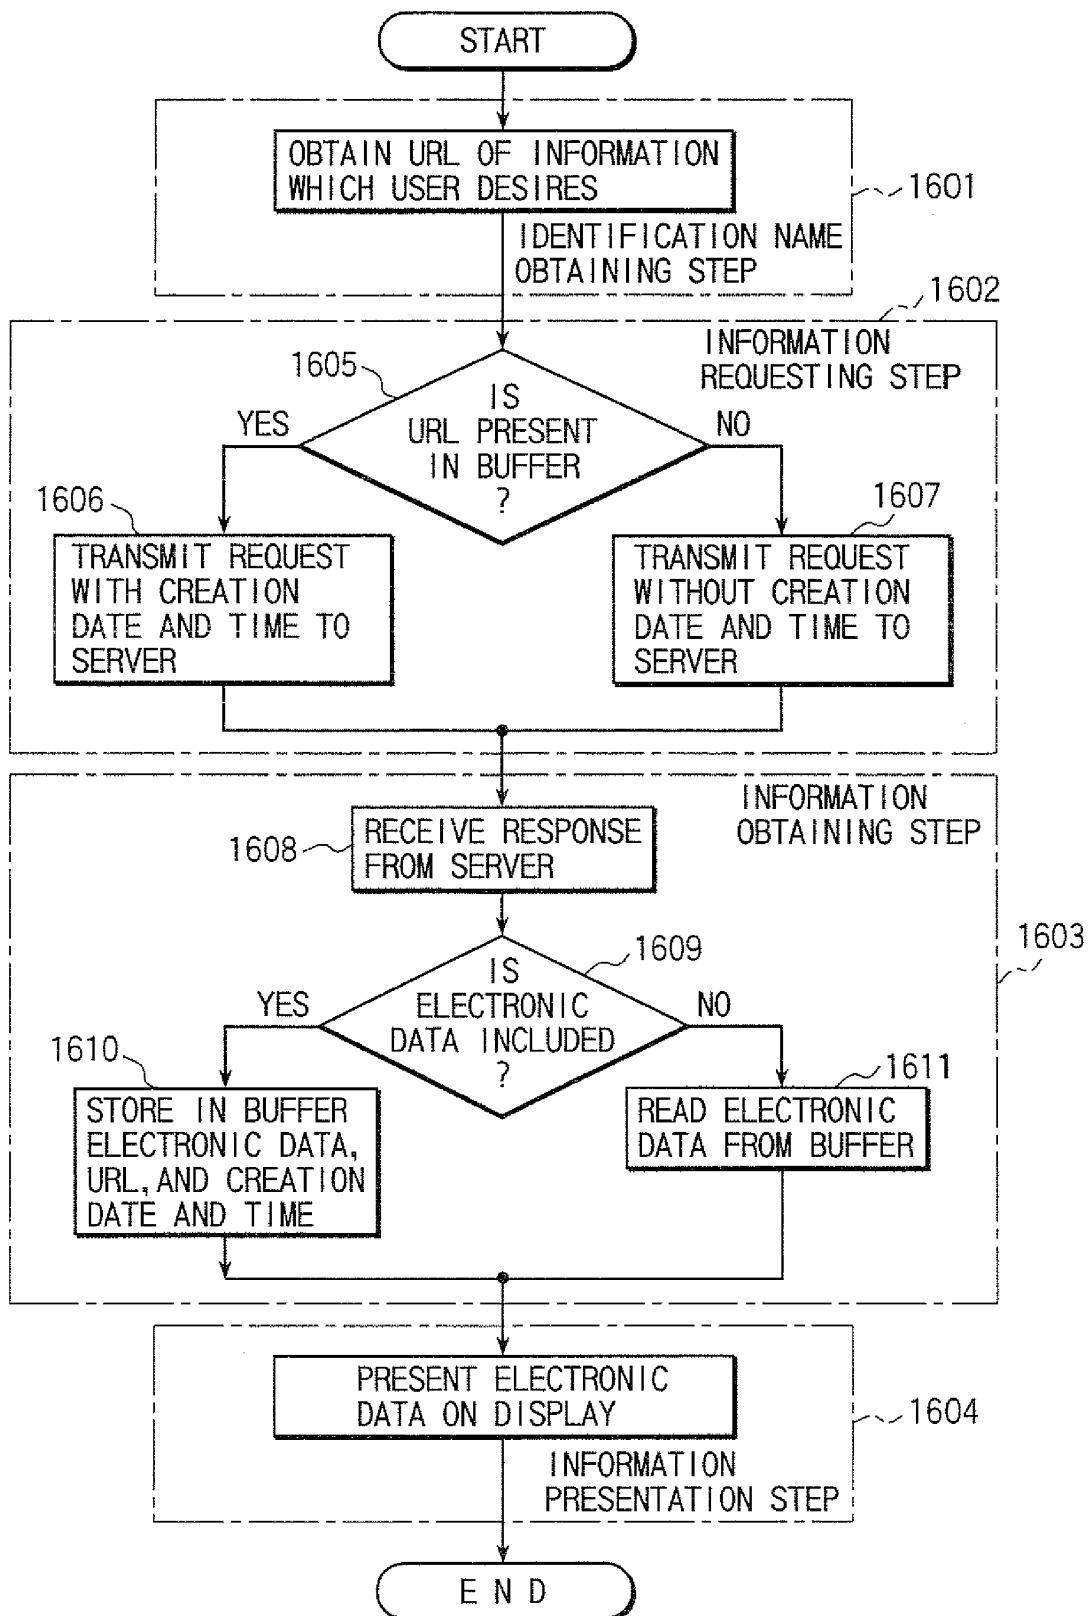 START
OBTAIN URL OF INFORMATION
WHICH USER DESIRES
1601
IDENTIFICATION NAME
OBTAINING STEP
1602
INFORMATION
REQUESTING STEP
1605
IS
URL PRESENT
IN BUFFER
?
YES
NO
1606
TRANSMIT REQUEST
WITH CREATION
DATE AND TIME TO
SERVER
1607
TRANSMIT REQUEST
WITHOUT CREATION
DATE AND TIME TO
SERVER
INFORMATION
OBTAINING STEP
1608
RECEIVE RESPONSE
FROM SERVER
1603
1609
IS
ELECTRONIC
DATA INCLUDED
?
YES
NO
1610
STORE IN BUFFER
ELECTRONIC DATA,
URL, AND CREATION
DATE AND TIME
1611
READ ELECTRONIC
DATA FROM BUFFER
PRESENT ELECTRONIC
DATA ON DISPLAY
1604
INFORMATION
PRESENTATION STEP
END